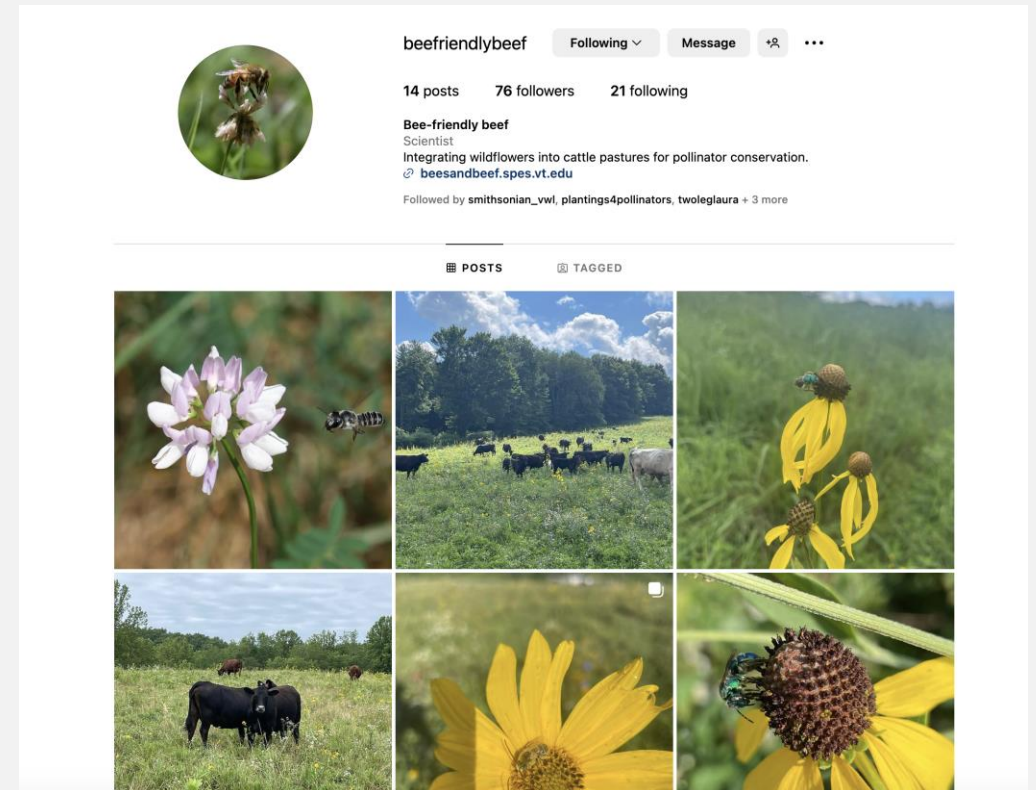 beefriendlybeef Following Message
14 posts 76 followers 21 following
Bee-friendly beef
Scientist
Integrating wildflowers into cattle pastures for pollinator conservation.
beesandbeef.spes.vt.edu
Followed by smithsonian_vwl, plantings4pollinators, twoleglaura + 3 more
POSTS TAGGED